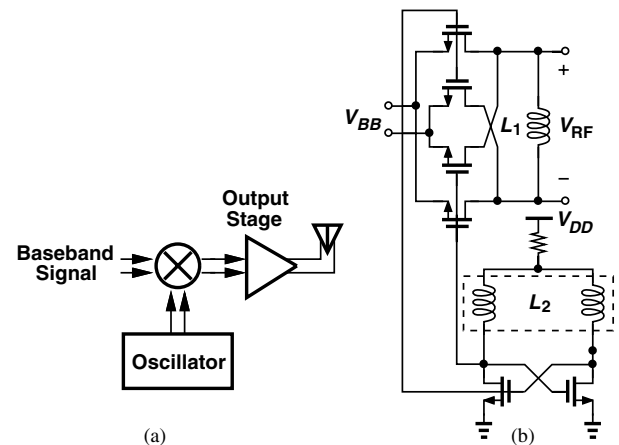 Output
Stage
Baseband
Signal
Oscillator
(a)
V_BB
L_1
+
V_RF
−
V_DD
L_2
(b)